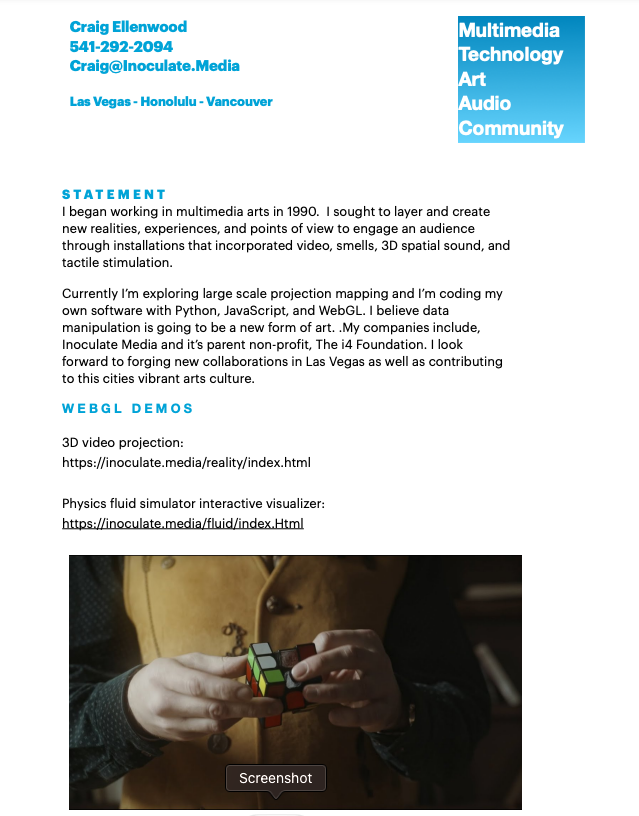 Craig Ellenwood
541-292-2094
Craig@Inoculate.Media
Las Vegas - Honolulu - Vancouver
Multimedia
Technology
Art
Audio
Community
STATEMENT
I began working in multimedia arts in 1990.  I sought to layer and create
new realities, experiences, and points of view to engage an audience
through installations that incorporated video, smells, 3D spatial sound, and
tactile stimulation.
Currently I’m exploring large scale projection mapping and I’m coding my
own software with Python, JavaScript, and WebGL. I believe data
manipulation is going to be a new form of art. .My companies include,
Inoculate Media and it’s parent non-profit, The i4 Foundation. I look
forward to forging new collaborations in Las Vegas as well as contributing
to this cities vibrant arts culture.
WEBGL DEMOS
3D video projection:
https://inoculate.media/reality/index.html
Physics fluid simulator interactive visualizer:
https://inoculate.media/fluid/index.Html
Screenshot